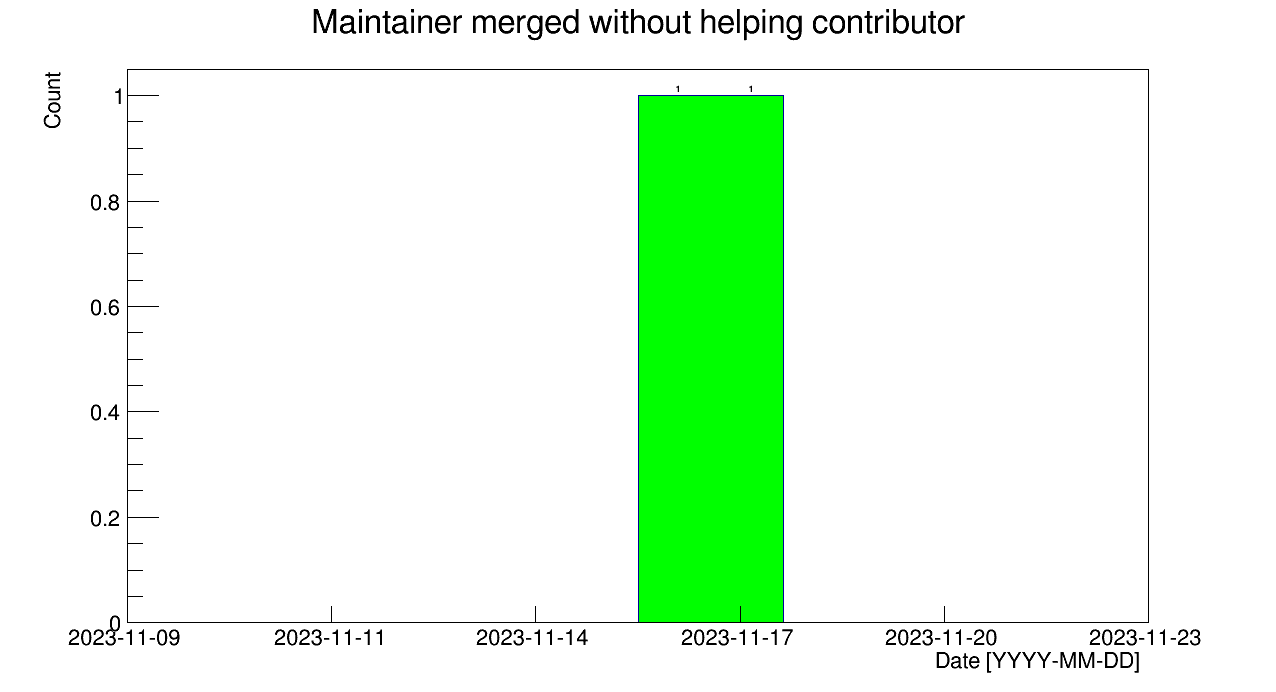 Maintainer merged without helping contributor
Count
1 1
1
0.8
0.6
0.4
0.2
0
2023-11-09 2023-11-11 2023-11-14 2023-11-17 2023-11-20 2023-11-23
Date [YYYY-MM-DD]